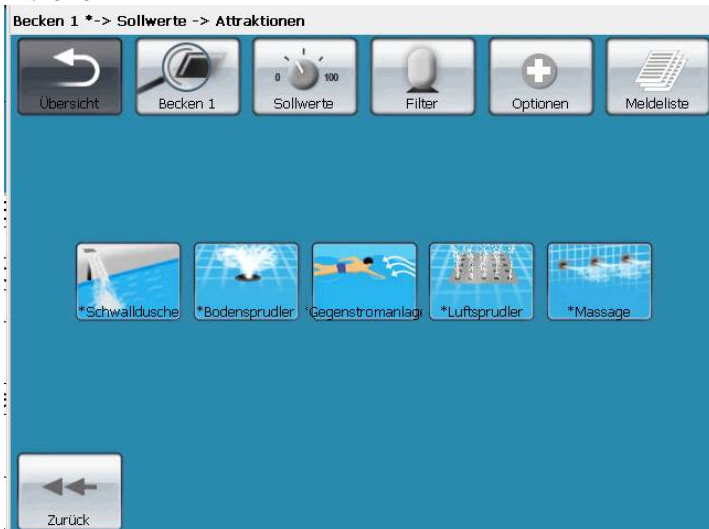 Becken 1 *-> Sollwerte -> Attraktionen
Übersicht
Becken 1
0 100
Sollwerte
Filter
Optionen
Meldeliste
*Schwalldusche
*Bodensprudler
*Gegenstromanlag
*Luftsprudler
*Massage
Zurück